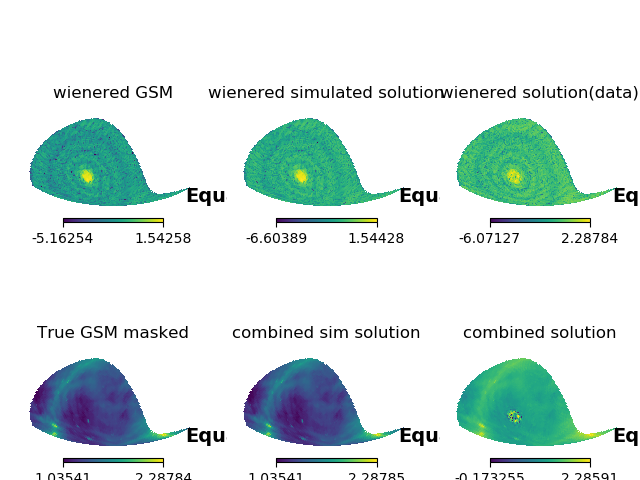 wienered GSM
wienered simulated solution
wienered solution(data)
Equ
Equ
Eq
-5.16254 1.54258
-6.60389 1.54428
-6.07127 2.28784
True GSM masked
combined sim solution
combined solution
Equ
Equ
Eq
1.03541 2.28784
1.03541 2.28785
-0.173255 2.28591